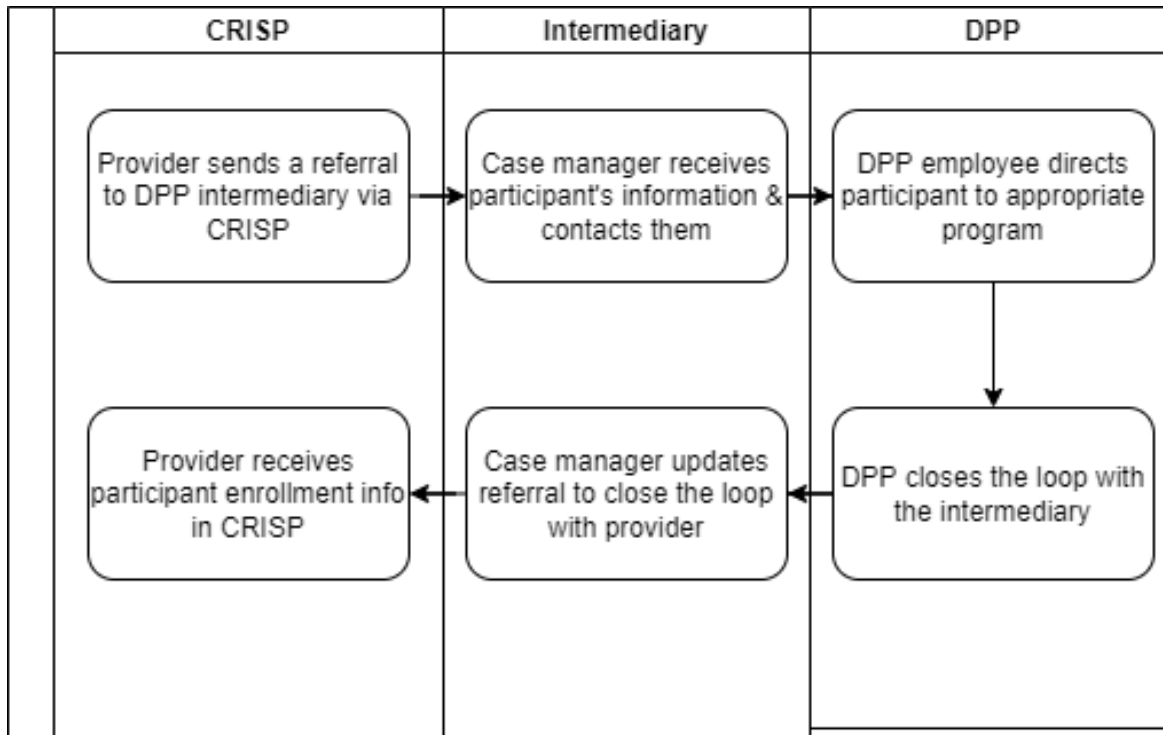 CRISP
Intermediary
DPP
Provider sends a referral
to DPP intermediary via
CRISP
Case manager receives
participant's information &
contacts them
DPP employee directs
participant to appropriate
program
Provider receives
participant enrollment info
in CRISP
Case manager updates
referral to close the loop
with provider
DPP closes the loop with
the intermediary